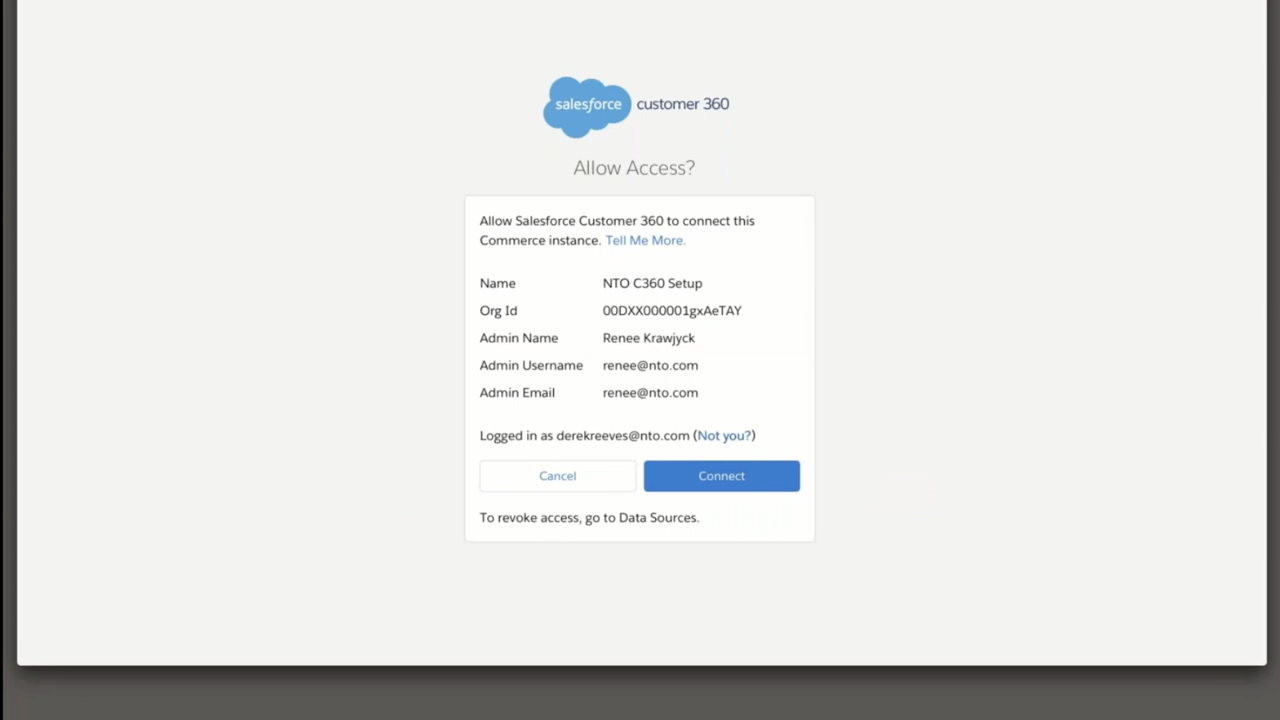 salesforce customer 360
Allow Access?
Allow Salesforce Customer 360 to connect this
Commerce instance. Tell Me More.
Name NTO C360 Setup
Org Id 00DXX000001gxAeTAY
Admin Name Renee Krawjyck
Admin Username renee@nto.com
Admin Email renee@nto.com
Logged in as derekreeves@nto.com (Not you?)
Cancel Connect
To revoke access, go to Data Sources.